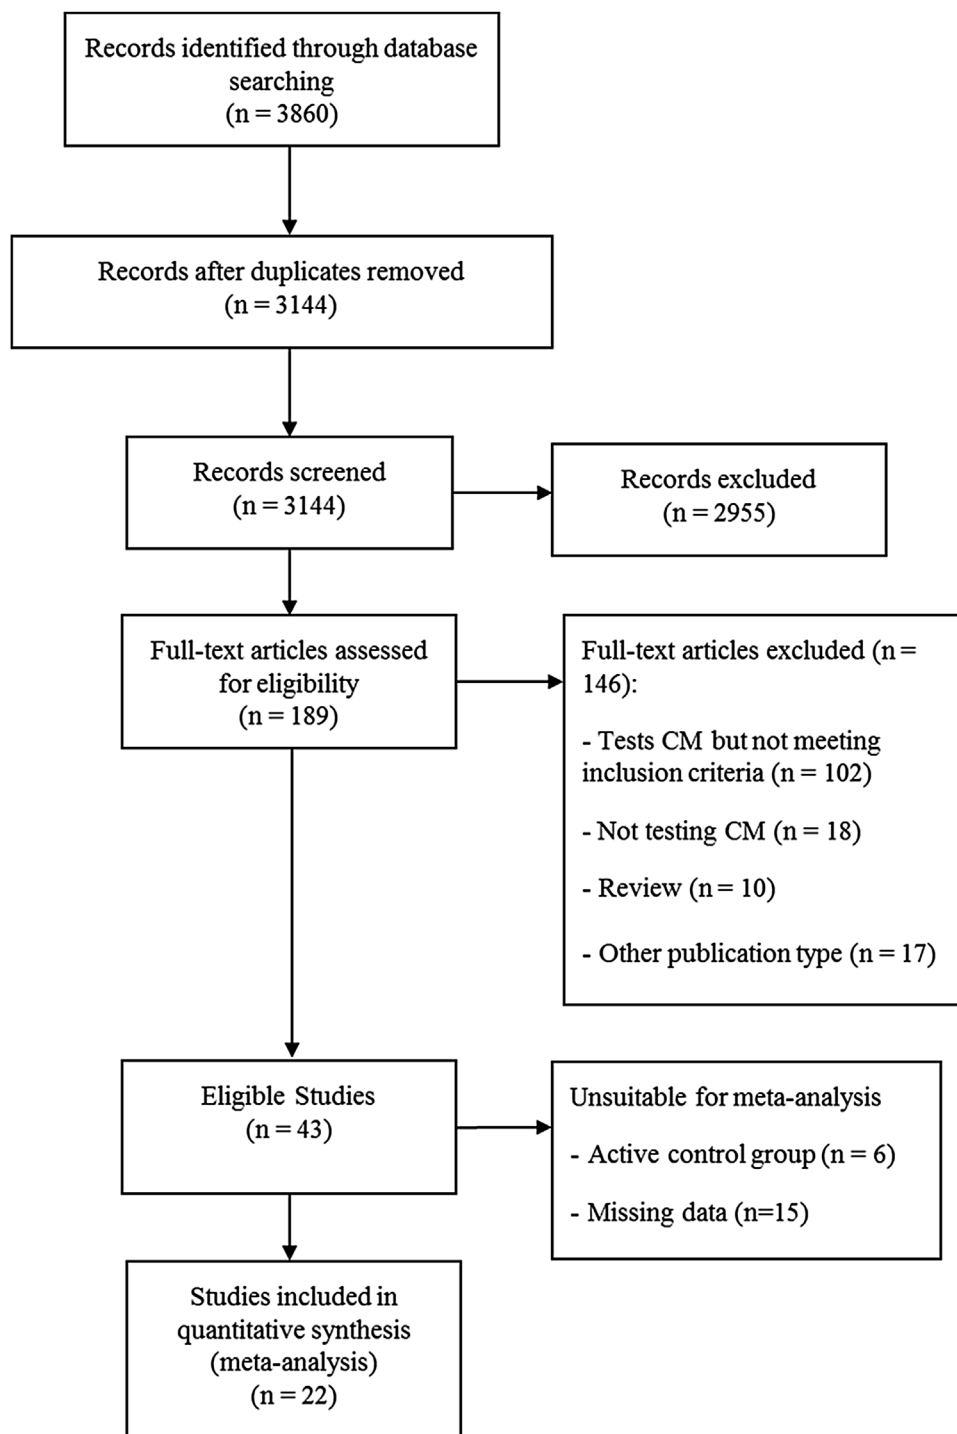 Records identified through database
searching
(n = 3860)
Records after duplicates removed
(n = 3144)
Records screened
(n = 3144)
Records excluded
(n = 2955)
Full-text articles assessed
for eligibility
(n = 189)
Full-text articles excluded (n =
146):
- Tests CM but not meeting
inclusion criteria (n = 102)
- Not testing CM (n = 18)
- Review (n = 10)
- Other publication type (n = 17)
Eligible Studies
(n = 43)
Unsuitable for meta-analysis
- Active control group (n = 6)
- Missing data (n=15)
Studies included in
quantitative synthesis
(meta-analysis)
(n = 22)